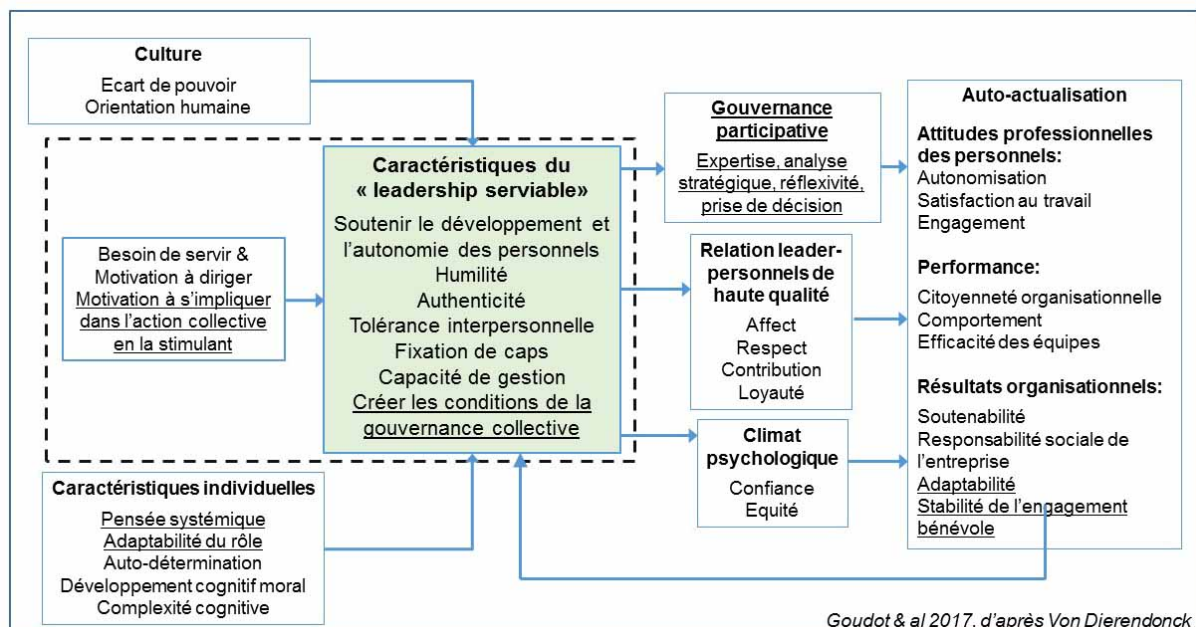 Culture
Ecart de pouvoir
Orientation humaine
Besoin de servir &
Motivation à diriger
Motivation à s'impliquer
dans l'action collective
en la stimulant
Caractéristiques du
« leadership serviable»
Soutenir le développement et
l'autonomie des personnels
Humilité
Authenticité
Tolérance interpersonnelle
Fixation de caps
Capacité de gestion
Créer les conditions de la
gouvernance collective
Caractéristiques individuelles
Pensée systémique
Adaptabilité du rôle
Auto-détermination
Développement cognitif moral
Complexité cognitive
Gouvernance
participative
Expertise, analyse
stratégique, réflexivité,
prise de décision
Relation leader-
personnels de
haute qualité
Affect
Respect
Contribution
Loyauté
Climat
psychologique
Confiance
Equité
Auto-actualisation
Attitudes professionnelles
des personnels:
Autonomisation
Satisfaction au travail
Engagement
Performance:
Citoyenneté organisationnelle
Comportement
Efficacité des équipes
Résultats organisationnels:
Soutenabilité
Responsabilité sociale de
l'entreprise
Adaptabilité
Stabilité de l'engagement
bénévole
Goudot & al 2017, d'après Von Dierendonck